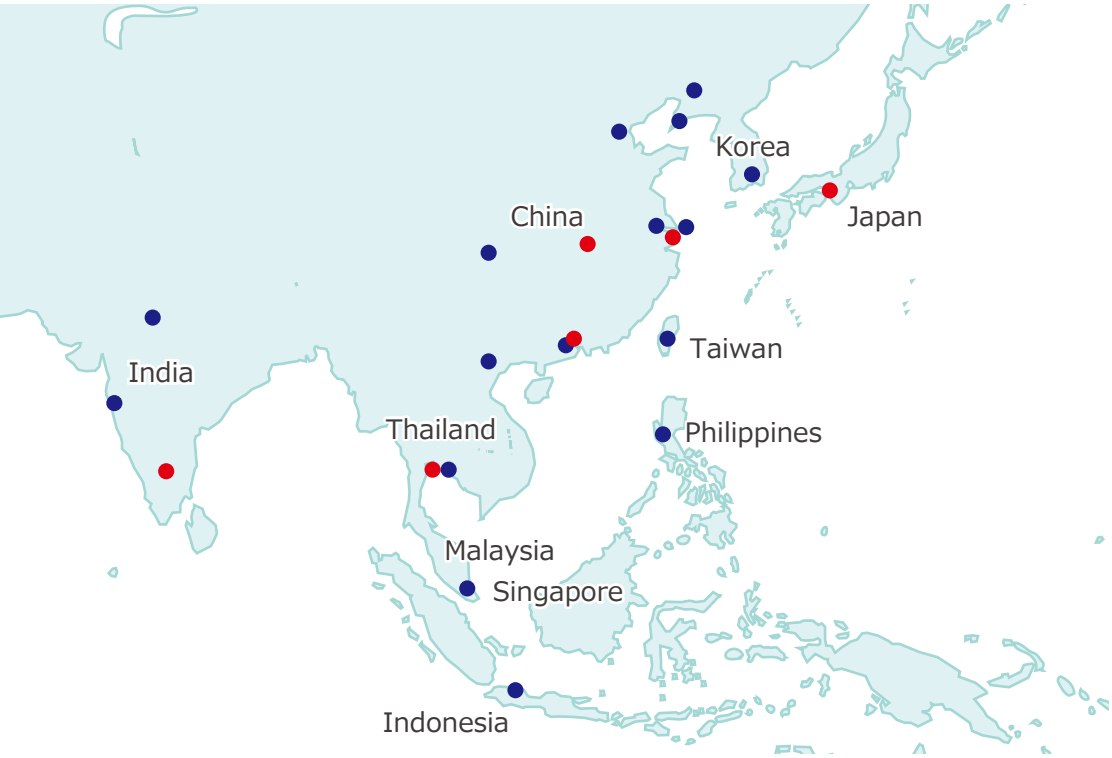 Korea
China
Japan
Taiwan
India
Thailand
Philippines
Malaysia
Singapore
Indonesia